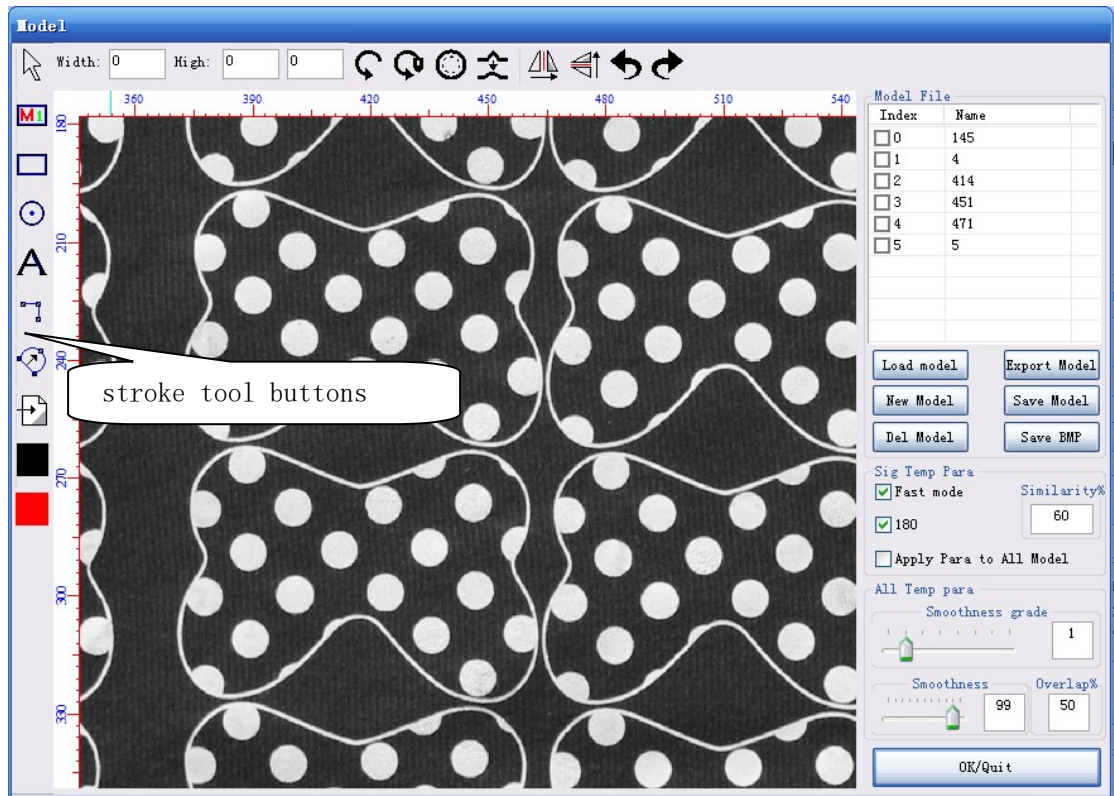 Model
Width: 0 High: 0 0
360 390 420 450 480 510 540
180
210
240
270
300
330
M1
A
stroke tool buttons
Model File
Index Name
0 145
1 4
2 414
3 451
4 471
5 5
Load model Export Model
New Model Save Model
Del Model Save BMP
Sig Temp Para
Fast mode Similarity%
180 60
Apply Para to All Model
All Temp para
Smoothness grade
1
Smoothness Overlap%
99 50
OK/Quit